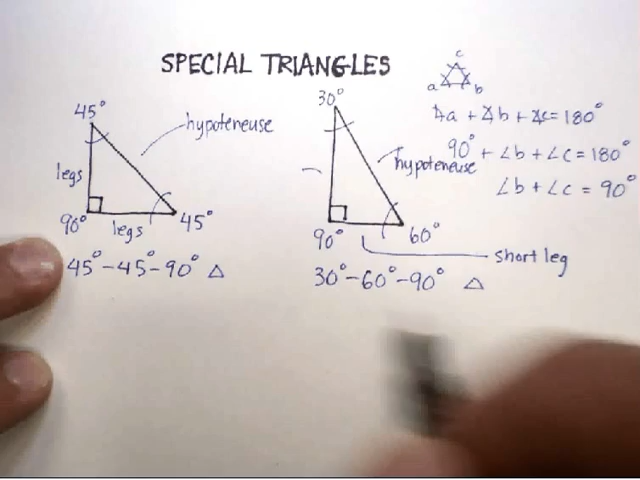 SPECIAL TRIANGLES
c
a b
∡a + ∡b + ∡c = 180°
90° + ∠b + ∠c = 180°
∠b + ∠c = 90°
45°
hypoteneuse
legs
90°
legs
45°
45°-45°-90° △
30°
hypoteneuse
90°
60°
short leg
30°-60°-90° △